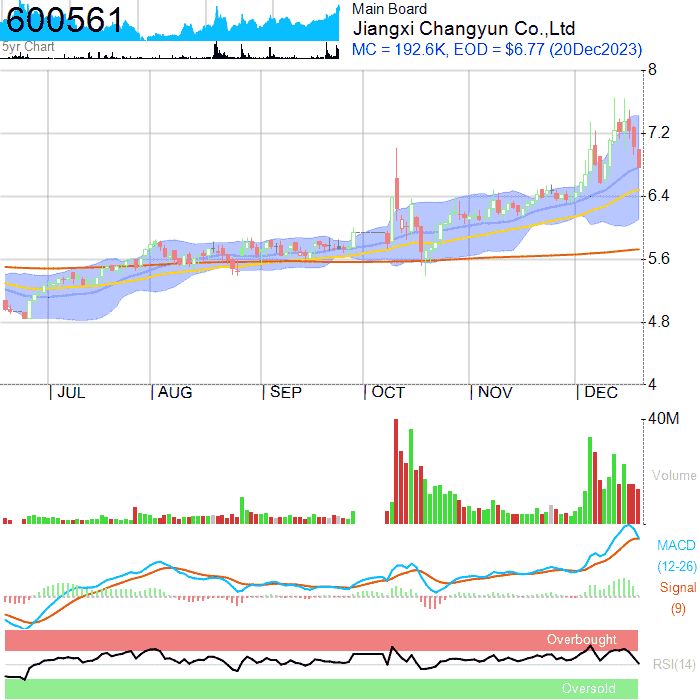 600561
5yr Chart
Main Board
Jiangxi Changyun Co.,Ltd
MC = 192.6K, EOD = $6.77 (20Dec2023)
8
7.2
6.4
5.6
4.8
4
JUL AUG SEP OCT NOV DEC
40M
Volume
MACD
(12-26)
Signal
(9)
Overbought
RSI(14)
Oversold